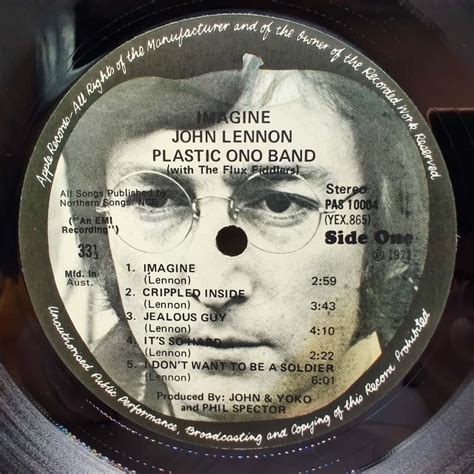 Apple Records-All Rights of the Manufacturer and of the owner of the Recorded Work Reserved
IMAGINE
JOHN LENNON
PLASTIC ONO BAND
(with The Flux Fiddlers)
All Songs Published by
Northern Songs, NCB
("An EMI
Recording")
33⅓
Mfd. in
Aust.
Stereo
PAS 10004
(YEX.865)
Side One
℗ 1971
1. IMAGINE
(Lennon) 2:59
2. CRIPPLED INSIDE
(Lennon) 3:43
3. JEALOUS GUY
(Lennon) 4:10
4. IT'S SO HARD
(Lennon) 2:22
5. I DON'T WANT TO BE A SOLDIER
(Lennon) 6:01
Produced By: JOHN & YOKO
and PHIL SPECTOR
Unauthorised Public Performance, Broadcasting and Copying of this Record Prohibited